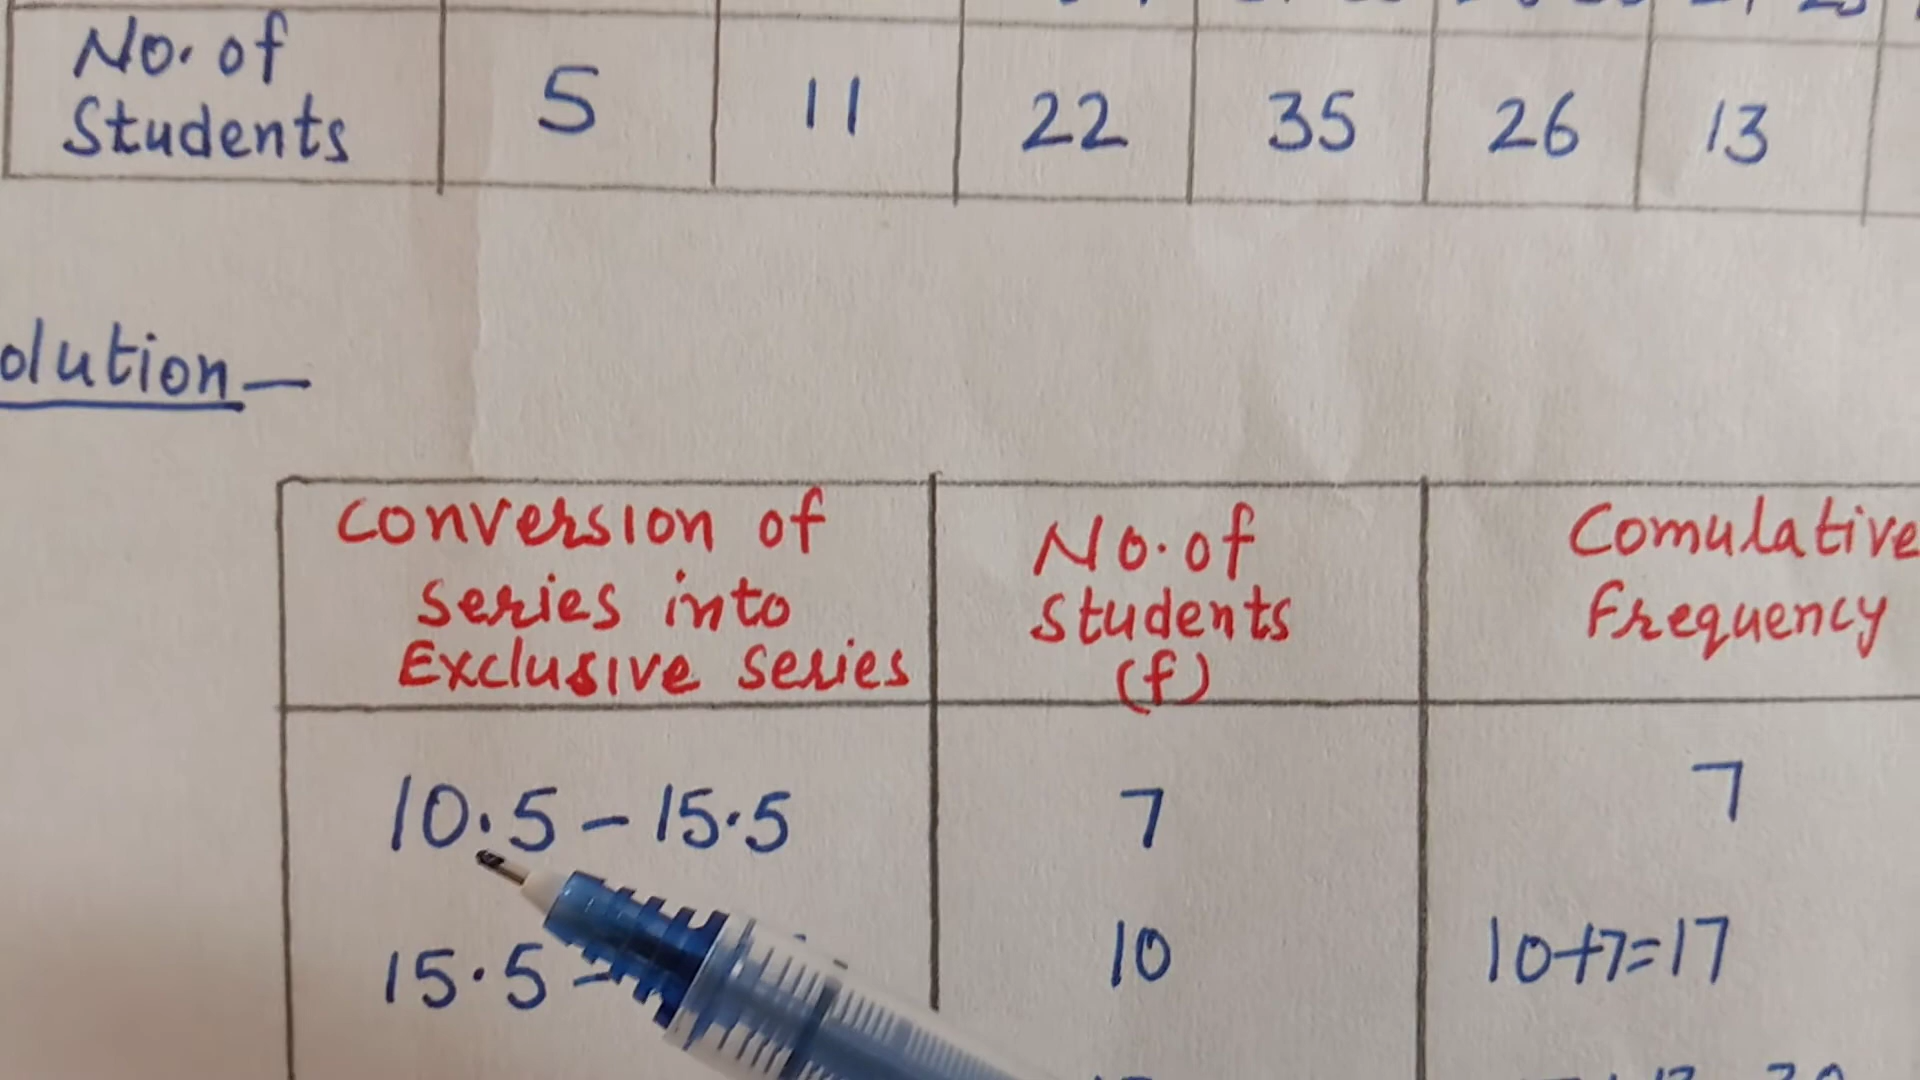 No. of
Students 5 11 22 35 26 13
olution —
Conversion of
series into
Exclusive series
No. of
students
(f)
Comulative
frequency
10.5 – 15.5 7 7
15.5 – 10 10+7=17